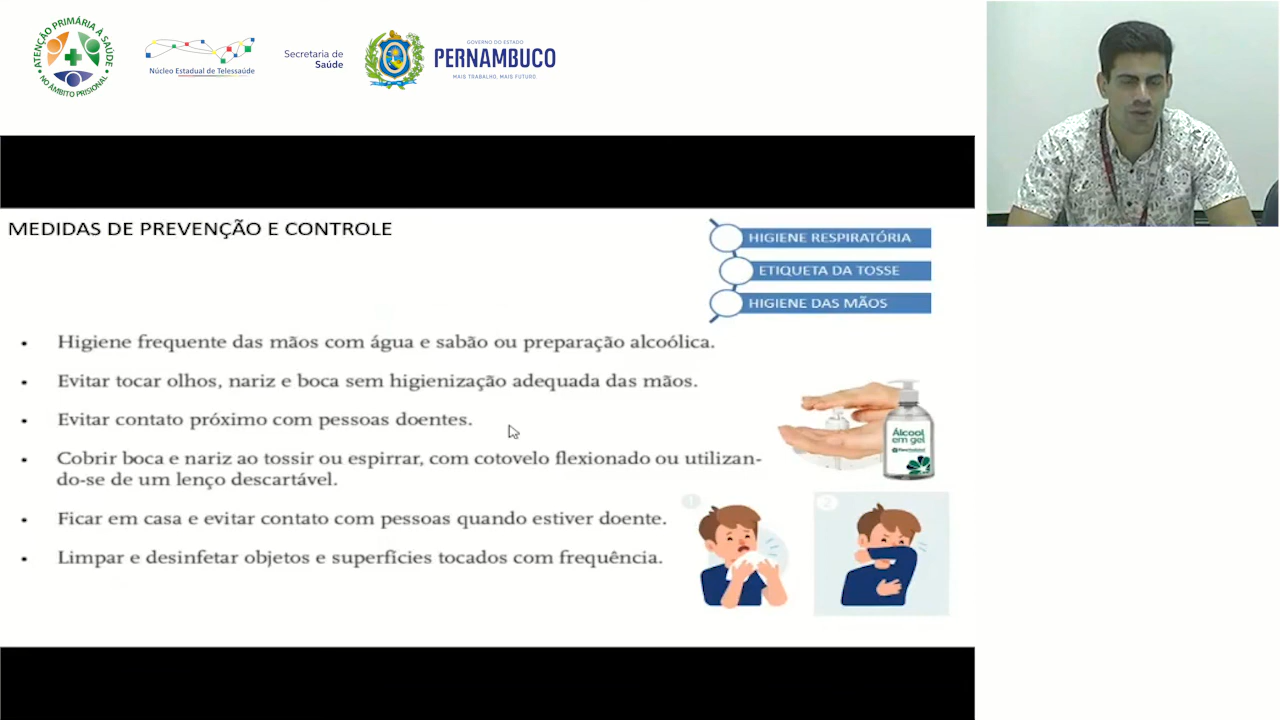 ATENÇÃO PRIMÁRIA À SAÚDE
NO ÂMBITO PRISIONAL
Núcleo Estadual de Telessaúde
Secretaria de
Saúde
GOVERNO DO ESTADO
PERNAMBUCO
MAIS TRABALHO, MAIS FUTURO.
MEDIDAS DE PREVENÇÃO E CONTROLE
HIGIENE RESPIRATÓRIA
ETIQUETA DA TOSSE
HIGIENE DAS MÃOS
• Higiene frequente das mãos com água e sabão ou preparação alcoólica.
• Evitar tocar olhos, nariz e boca sem higienização adequada das mãos.
• Evitar contato próximo com pessoas doentes.
• Cobrir boca e nariz ao tossir ou espirrar, com cotovelo flexionado ou utilizan-
do-se de um lenço descartável.
• Ficar em casa e evitar contato com pessoas quando estiver doente.
• Limpar e desinfetar objetos e superfícies tocados com frequência.
Álcool
em gel
1
2